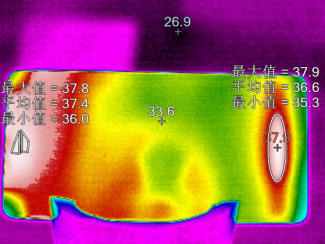 26.9
最大值 = 37.9
平均值 = 36.6
最小值 = 35.3
最大值 = 37.8
平均值 = 37.4
最小值 = 36.0
33.6